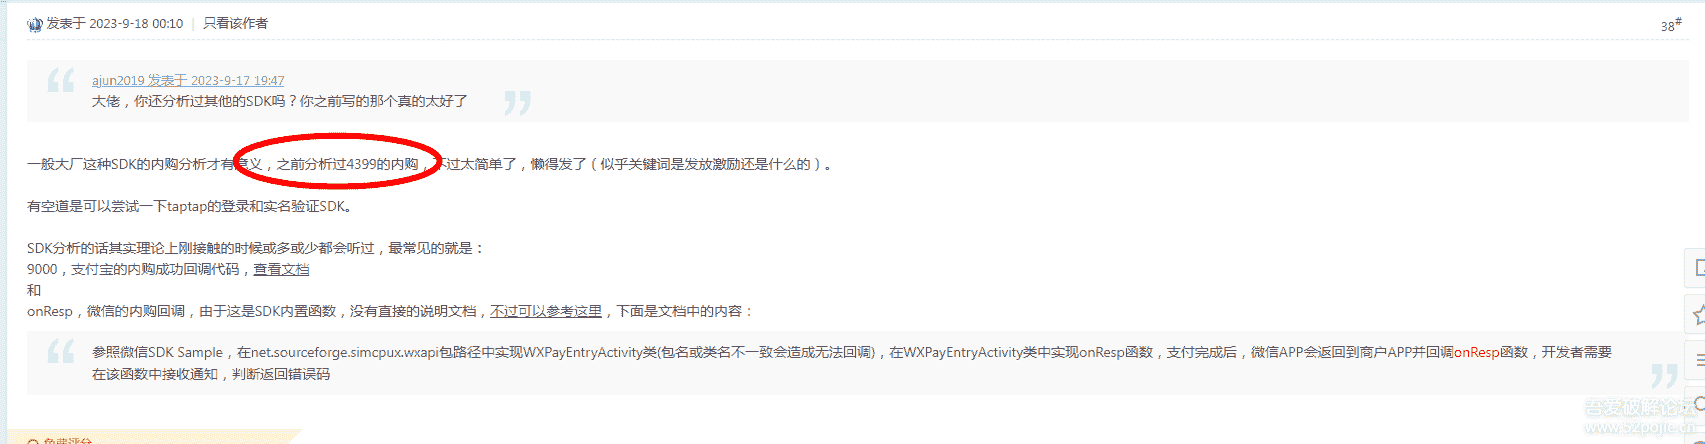 发表于 2023-9-18 00:10 | 只看该作者
38#
ajun2019 发表于 2023-9-17 19:47
大佬，你还分析过其他的SDK吗？你之前写的那个真的太好了
一般大厂这种SDK的内购分析才有意义，之前分析过4399的内购，不过太简单了，懒得发了（似乎关键词是发放激励还是什么的）。
有空道是可以尝试一下taptap的登录和实名验证SDK。
SDK分析的话其实理论上刚接触的时候或多或少都会听过，最常见的就是：
9000，支付宝的内购成功回调代码，查看文档
和
onResp，微信的内购回调，由于这是SDK内置函数，没有直接的说明文档，不过可以参考这里，下面是文档中的内容：
参照微信SDK Sample，在net.sourceforge.simcpux.wxapi包路径中实现WXPayEntryActivity类(包名或类名不一致会造成无法回调)，在WXPayEntryActivity类中实现onResp函数，支付完成后，微信APP会返回到商户APP并回调onResp函数，开发者需要
在该函数中接收通知，判断返回错误码
免费评分
吾爱破解论坛
www.52pojie.cn